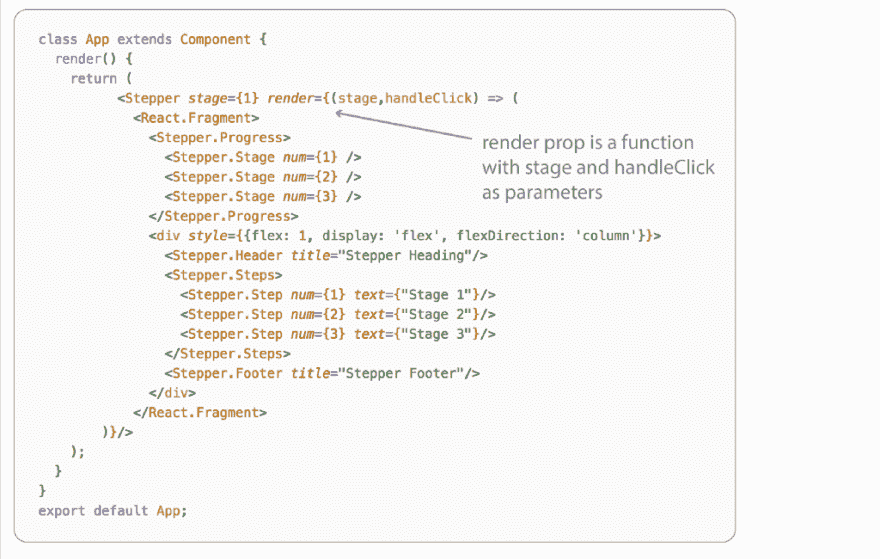 class App extends Component {
render() {
return (
<Stepper stage={1} render={(stage,handleClick) => (
<React.Fragment>
<Stepper.Progress>
<Stepper.Stage num={1} />
<Stepper.Stage num={2} />
<Stepper.Stage num={3} />
</Stepper.Progress>
<div style={{flex: 1, display: 'flex', flexDirection: 'column'}}>
<Stepper.Header title="Stepper Heading"/>
<Stepper.Steps>
<Stepper.Step num={1} text={"Stage 1"}/>
<Stepper.Step num={2} text={"Stage 2"}/>
<Stepper.Step num={3} text={"Stage 3"}/>
</Stepper.Steps>
<Stepper.Footer title="Stepper Footer"/>
</div>
</React.Fragment>
)}/>
);
}
}
export default App;
render prop is a function
with stage and handleClick
as parameters